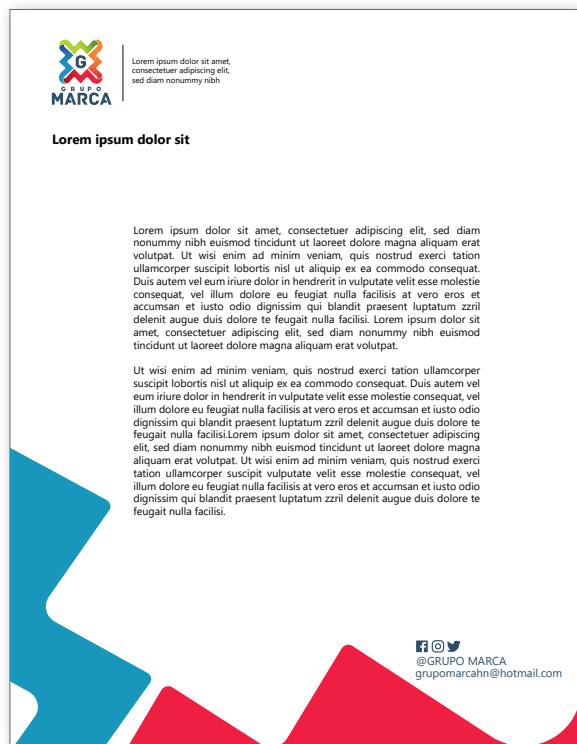 G
GRUPO
MARCA
Lorem ipsum dolor sit amet,
consectetuer adipiscing elit,
sed diam nonummy nibh
Lorem ipsum dolor sit
Lorem ipsum dolor sit amet, consectetuer adipiscing elit, sed diam
nonummy nibh euismod tincidunt ut laoreet dolore magna aliquam erat
volutpat. Ut wisi enim ad minim veniam, quis nostrud exerci tation
ullamcorper suscipit lobortis nisl ut aliquip ex ea commodo consequat.
Duis autem vel eum iriure dolor in hendrerit in vulputate velit esse molestie
consequat, vel illum dolore eu feugiat nulla facilisis at vero eros et
accumsan et iusto odio dignissim qui blandit praesent luptatum zzril
delenit augue duis dolore te feugait nulla facilisi. Lorem ipsum dolor sit
amet, consectetuer adipiscing elit, sed diam nonummy nibh euismod
tincidunt ut laoreet dolore magna aliquam erat volutpat.
Ut wisi enim ad minim veniam, quis nostrud exerci tation ullamcorper
suscipit lobortis nisl ut aliquip ex ea commodo consequat. Duis autem vel
eum iriure dolor in hendrerit in vulputate velit esse molestie consequat, vel
illum dolore eu feugiat nulla facilisis at vero eros et accumsan et iusto odio
dignissim qui blandit praesent luptatum zzril delenit augue duis dolore te
feugait nulla facilisi.Lorem ipsum dolor sit amet, consectetuer adipiscing
elit, sed diam nonummy nibh euismod tincidunt ut laoreet dolore magna
aliquam erat volutpat. Ut wisi enim ad minim veniam, quis nostrud exerci
tation ullamcorper suscipit vulputate velit esse molestie consequat, vel
illum dolore eu feugiat nulla facilisis at vero eros et accumsan et iusto odio
dignissim qui blandit praesent luptatum zzril delenit augue duis dolore te
feugait nulla facilisi.
@GRUPO MARCA
grupomarcahn@hotmail.com